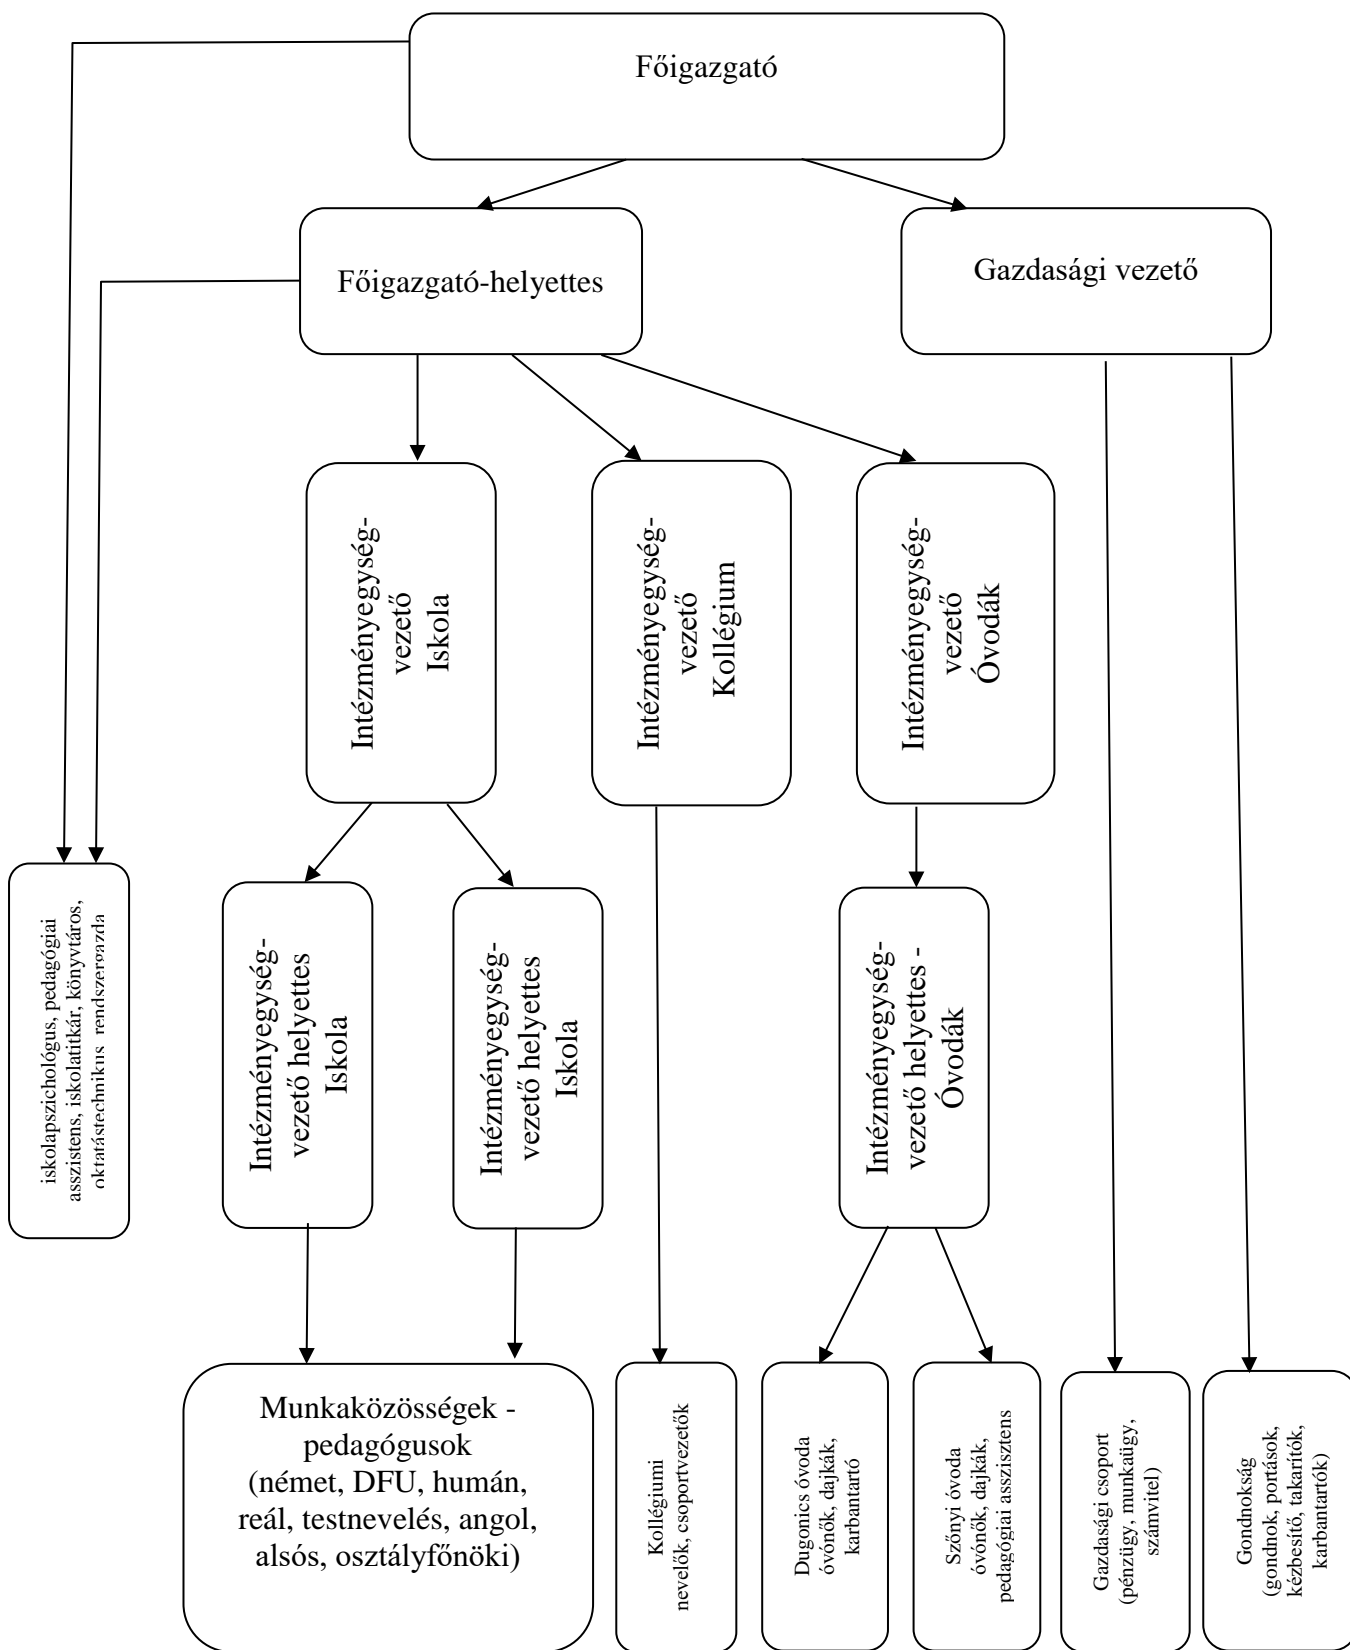 Főigazgató
Főigazgató-helyettes
Gazdasági vezető
Intézményegység-
vezető
Iskola
Intézményegység-
vezető
Kollégium
Intézményegység-
vezető
Óvodák
iskolapszichológus, pedagógiai
asszistens, iskolatitkár, könyvtáros,
oktatástechnikus, rendszergazda
Intézményegység-
vezető helyettes
Iskola
Intézményegység-
vezető helyettes
Iskola
Intézményegység-
vezető helyettes -
Óvodák
Munkaközösségek -
pedagógusok
(német, DFU, humán,
reál, testnevelés, angol,
alsós, osztályfőnöki)
Kollégiumi
nevelők, csoportvezetők
Dugonics óvoda
óvónők, dajkák,
karbantartó
Szőnyi óvoda
óvónők, dajkák,
pedagógiai asszisztens
Gazdasági csoport
(pénzügy, munkaügy,
számvitel)
Gondnokság
(gondnok, portások,
kézbesítő, takarítók,
karbantartók)